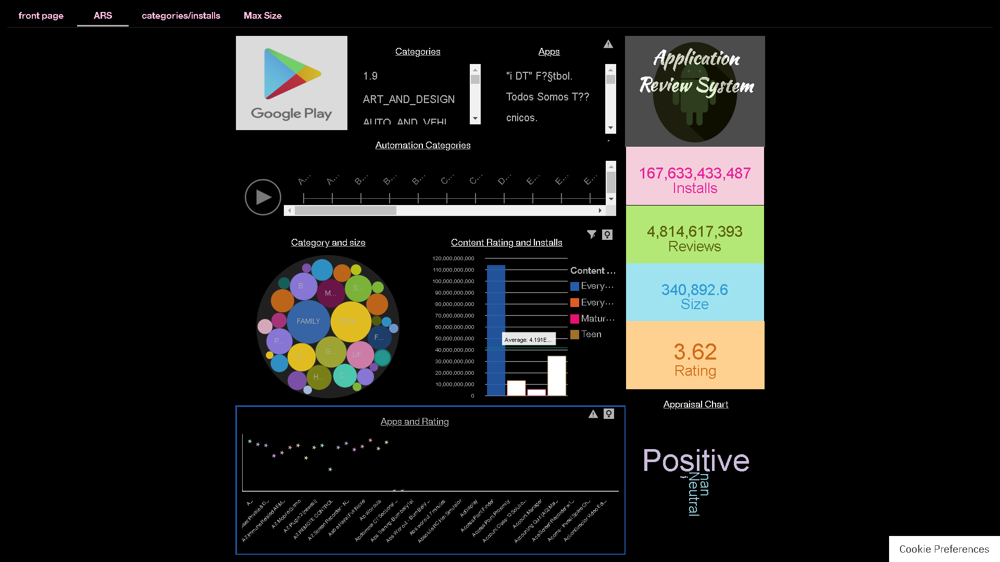 front page
ARS
categories/installs
Max Size
Google Play
Categories
1.9
ART_AND_DESIGN
AUTO_AND_VEHI
Apps
"i DT" F?§tbol.
Todos Somos T??
cnicos.
Application
Review System
Automation Categories
A...
A...
B...
B...
B...
C...
C...
D...
E...
E...
E...
167,633,433,487
Installs
4,814,617,393
Reviews
340,892.6
Size
3.62
Rating
Category and size
B...
M...
S...
FAMILY
P...
G...
LIF...
F...
H...
C...
Content Rating and Installs
120,000,000,000
110,000,000,000
100,000,000,000
90,000,000,000
80,000,000,000
70,000,000,000
60,000,000,000
50,000,000,000
40,000,000,000
30,000,000,000
20,000,000,000
10,000,000,000
0
Average: 4.191E...
Content ...
Every...
Every...
Matur...
Teen
Apps and Rating
A...
AZ Mobile Gizmo
AZ Plugin 2 (newest)
AZ REMOTE CONTROL
AZ Screen Recorder - N...
Aab e Hayat Full Novel
Ab Workouts
Abdominal CT Sectional ...
Abs Training-Burn belly fat
Abs Workout - Burn Belly ...
Abs workout 7 minutes
Absolute RC Heli Simulator
AdDisplay
Access Point Finder
Access Point Proximity
Account Class-12 Solutio...
Account Manager
Accounting Quiz (AQ) Ma...
Ace Screen Recorder w i...
Acorns - Invest Spare Ch...
ActionDirector Video Edi...
Appraisal Chart
Positive
Neutral
nan
Cookie Preferences